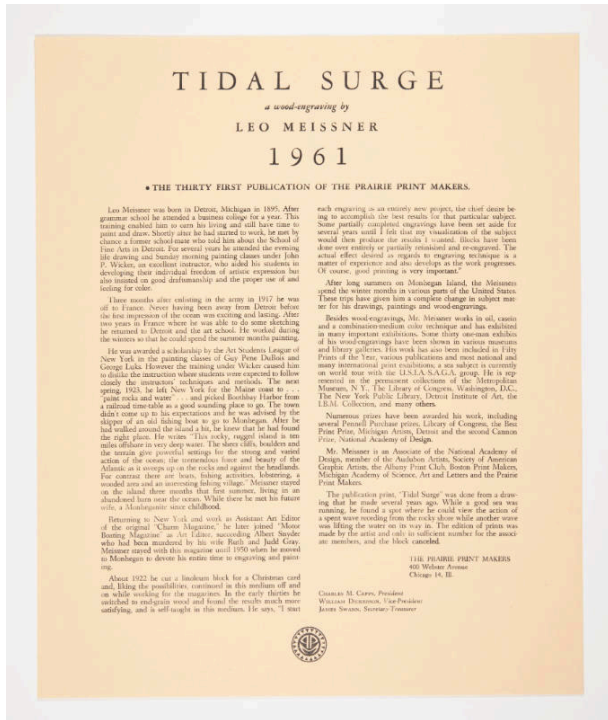 TIDAL SURGE
a wood-engraving by
LEO MEISSNER
1961
• THE THIRTY FIRST PUBLICATION OF THE PRAIRIE PRINT MAKERS.
Leo Meissner was born in Detroit, Michigan in 1895. After
grammar school he attended a business college for a year. This
training enabled him to earn his living and still have time to
paint and draw. Shortly after he had started to work, he met by
chance a former school-mate who told him about the School of
Fine Arts in Detroit. For several years he attended the evening
life drawing and Sunday morning painting classes under John
P. Wicker, an excellent instructor, who aided his students in
developing their individual freedom of artistic expression but
also insisted on good draftsmanship and the proper use of and
feeling for color.
Three months after enlisting in the army in 1917 he was
off to France. Never having been away from Detroit before
the first impression of the ocean was exciting and lasting. After
two years in France where he was able to do some sketching
he returned to Detroit and the art school. He worked during
the winters so that he could spend the summer months painting.
He was awarded a scholarship by the Art Students League of
New York in the painting classes of Guy Pene DuBois and
George Luks. However the training under Wicker caused him
to dislike the instruction where students were expected to follow
closely the instructors' techniques and methods. The next
spring, 1923, he left New York for the Maine coast to . . .
"paint rocks and water" . . . and picked Boothbay Harbor from
a railroad time-table as a good sounding place to go. The town
didn't come up to his expectations and he was advised by the
skipper of an old fishing boat to go to Monhegan. After he
had walked around the island a bit, he knew that he had found
the right place. He writes "This rocky, rugged island is ten
miles offshore in very deep water. The sheer cliffs, boulders and
the terrain give powerful settings for the strong and varied
action of the ocean; the tremendous force and beauty of the
Atlantic as it sweeps up on the rocks and against the headlands.
For contrast there are boats, fishing activities, lobstering, a
wooded area and an interesting fishing village." Meissner stayed
on the island three months that first summer, living in an
abandoned barn near the ocean. While there he met his future
wife, a Monheganite since childhood.
Returning to New York and work as Assistant Art Editor
of the original "Charm Magazine," he later joined "Motor
Boating Magazine" as Art Editor, succeeding Albert Snyder
who had been murdered by his wife Ruth and Judd Gray.
Meissner stayed with this magazine until 1950 when he moved
to Monhegan to devote his entire time to engraving and paint-
ing.
About 1922 he cut a linoleum block for a Christmas card
and, liking the possibilities, continued in this medium off and
on while working for the magazines. In the early thirties he
switched to end-grain wood and found the results much more
satisfying, and is self-taught in this medium. He says, "I start
each engraving as an entirely new project, the chief desire be-
ing to accomplish the best results for that particular subject.
Some partially completed engravings have been set aside for
several years until I felt that my visualization of the subject
would then produce the results I wanted. Blocks have been
done over entirely or partially retained and re-engraved. The
actual effect desired as regards to engraving technique is a
matter of experience and also develops as the work progresses.
Of course, good printing is very important."
After long summers on Monhegan Island, the Meissners
spend the winter months in various parts of the United States.
These trips have given him a complete change in subject mat-
ter for his drawings, paintings and wood-engravings.
Besides wood-engravings, Mr. Meissner works in oil, casein
and a combination-medium color technique and has exhibited
in many important exhibitions. Some thirty one-man exhibits
of his wood-engravings have been shown in various museums
and library galleries. His work has also been included in Fifty
Prints of the Year, various publications and most national and
many international print exhibitions; a sea subject is currently
on world tour with the U.S.I.A. S.A.G.A. group. He is rep-
resented in the permanent collections of the Metropolitan
Museum, N. Y., The Library of Congress, Washington, D.C.,
The New York Public Library, Detroit Institute of Art, the
I.B.M. Collection, and many others.
Numerous prizes have been awarded his work, including
several Pennell Purchase prizes, Library of Congress, the Best
Print Prize, Michigan Artists, Detroit and the second Cannon
Prize, National Academy of Design.
Mr. Meissner is an Associate of the National Academy of
Design, member of the Audubon Artists, Society of American
Graphic Artists, the Albany Print Club, Boston Print Makers,
Michigan Academy of Science, Art and Letters and the Prairie
Print Makers.
The publication print, "Tidal Surge" was done from a draw-
ing that he made several years ago. While a good sea was
running, he found a spot where he could view the action of
a spent wave receding from the rocky shore while another wave
was lifting the water on its way in. The edition of prints was
made by the artist and only in sufficient number for the associ-
ate members, and the block canceled.
THE PRAIRIE PRINT MAKERS
400 Webster Avenue
Chicago 14, Ill.
CHARLES M. CAPPS, President
WILLIAM DICKERSON, Vice-President
JAMES SWANN, Secretary-Treasurer